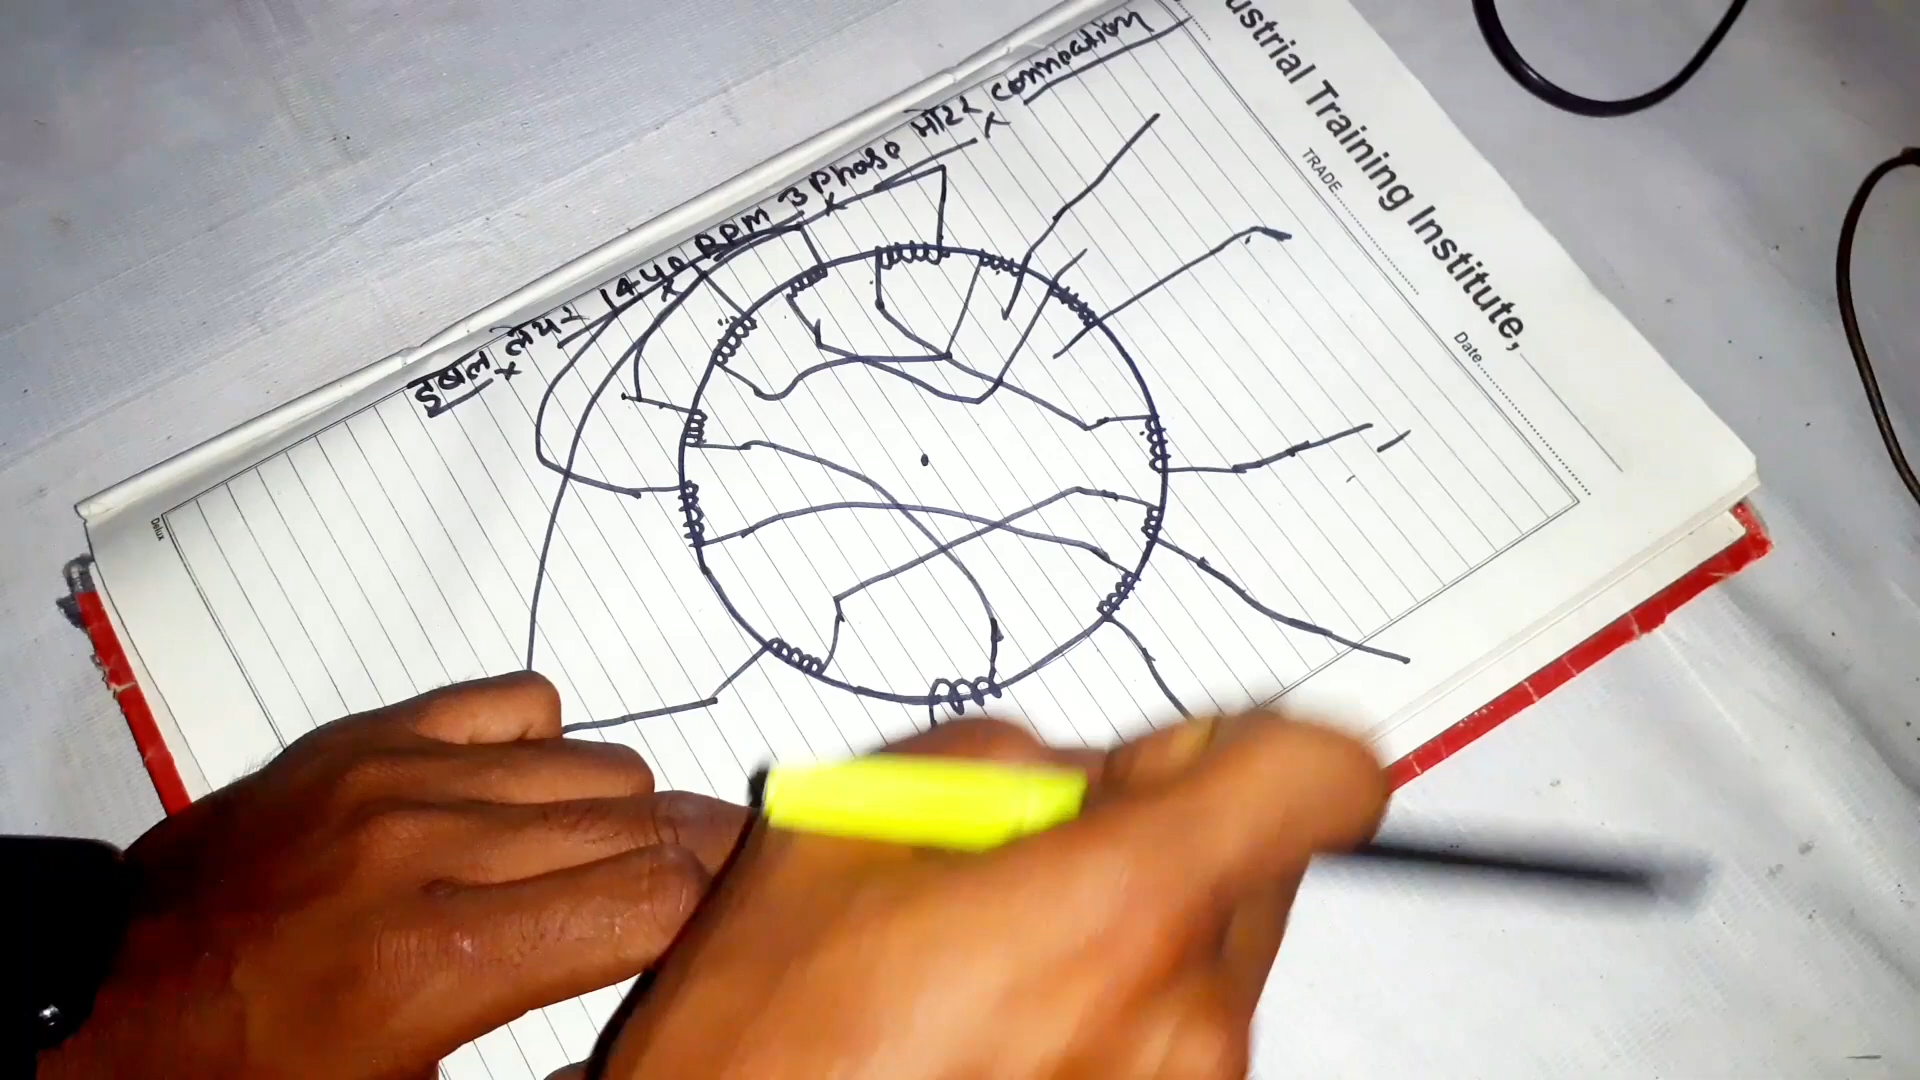 डबल लेयर 1440 RPM 3 Phase मोटर connection
ustrial Training Institute,
TRADE
Date
Delux